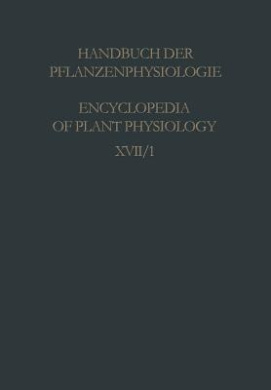 HANDBUCH DER
PFLANZENPHYSIOLOGIE
ENCYCLOPEDIA
OF PLANT PHYSIOLOGY
XVII/1